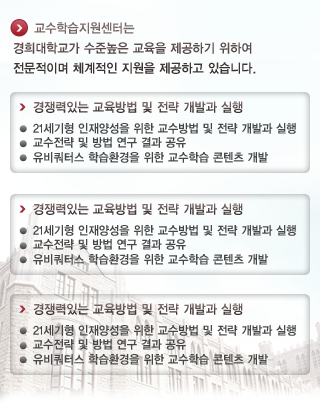 교수학습지원센터는
경희대학교가 수준높은 교육을 제공하기 위하여
전문적이며 체계적인 지원을 제공하고 있습니다.
경쟁력있는 교육방법 및 전략 개발과 실행
21세기형 인재양성을 위한 교수방법 및 전략 개발과 실행
교수전략 및 방법 연구 결과 공유
유비쿼터스 학습환경을 위한 교수학습 콘텐츠 개발
경쟁력있는 교육방법 및 전략 개발과 실행
21세기형 인재양성을 위한 교수방법 및 전략 개발과 실행
교수전략 및 방법 연구 결과 공유
유비쿼터스 학습환경을 위한 교수학습 콘텐츠 개발
경쟁력있는 교육방법 및 전략 개발과 실행
21세기형 인재양성을 위한 교수방법 및 전략 개발과 실행
교수전략 및 방법 연구 결과 공유
유비쿼터스 학습환경을 위한 교수학습 콘텐츠 개발